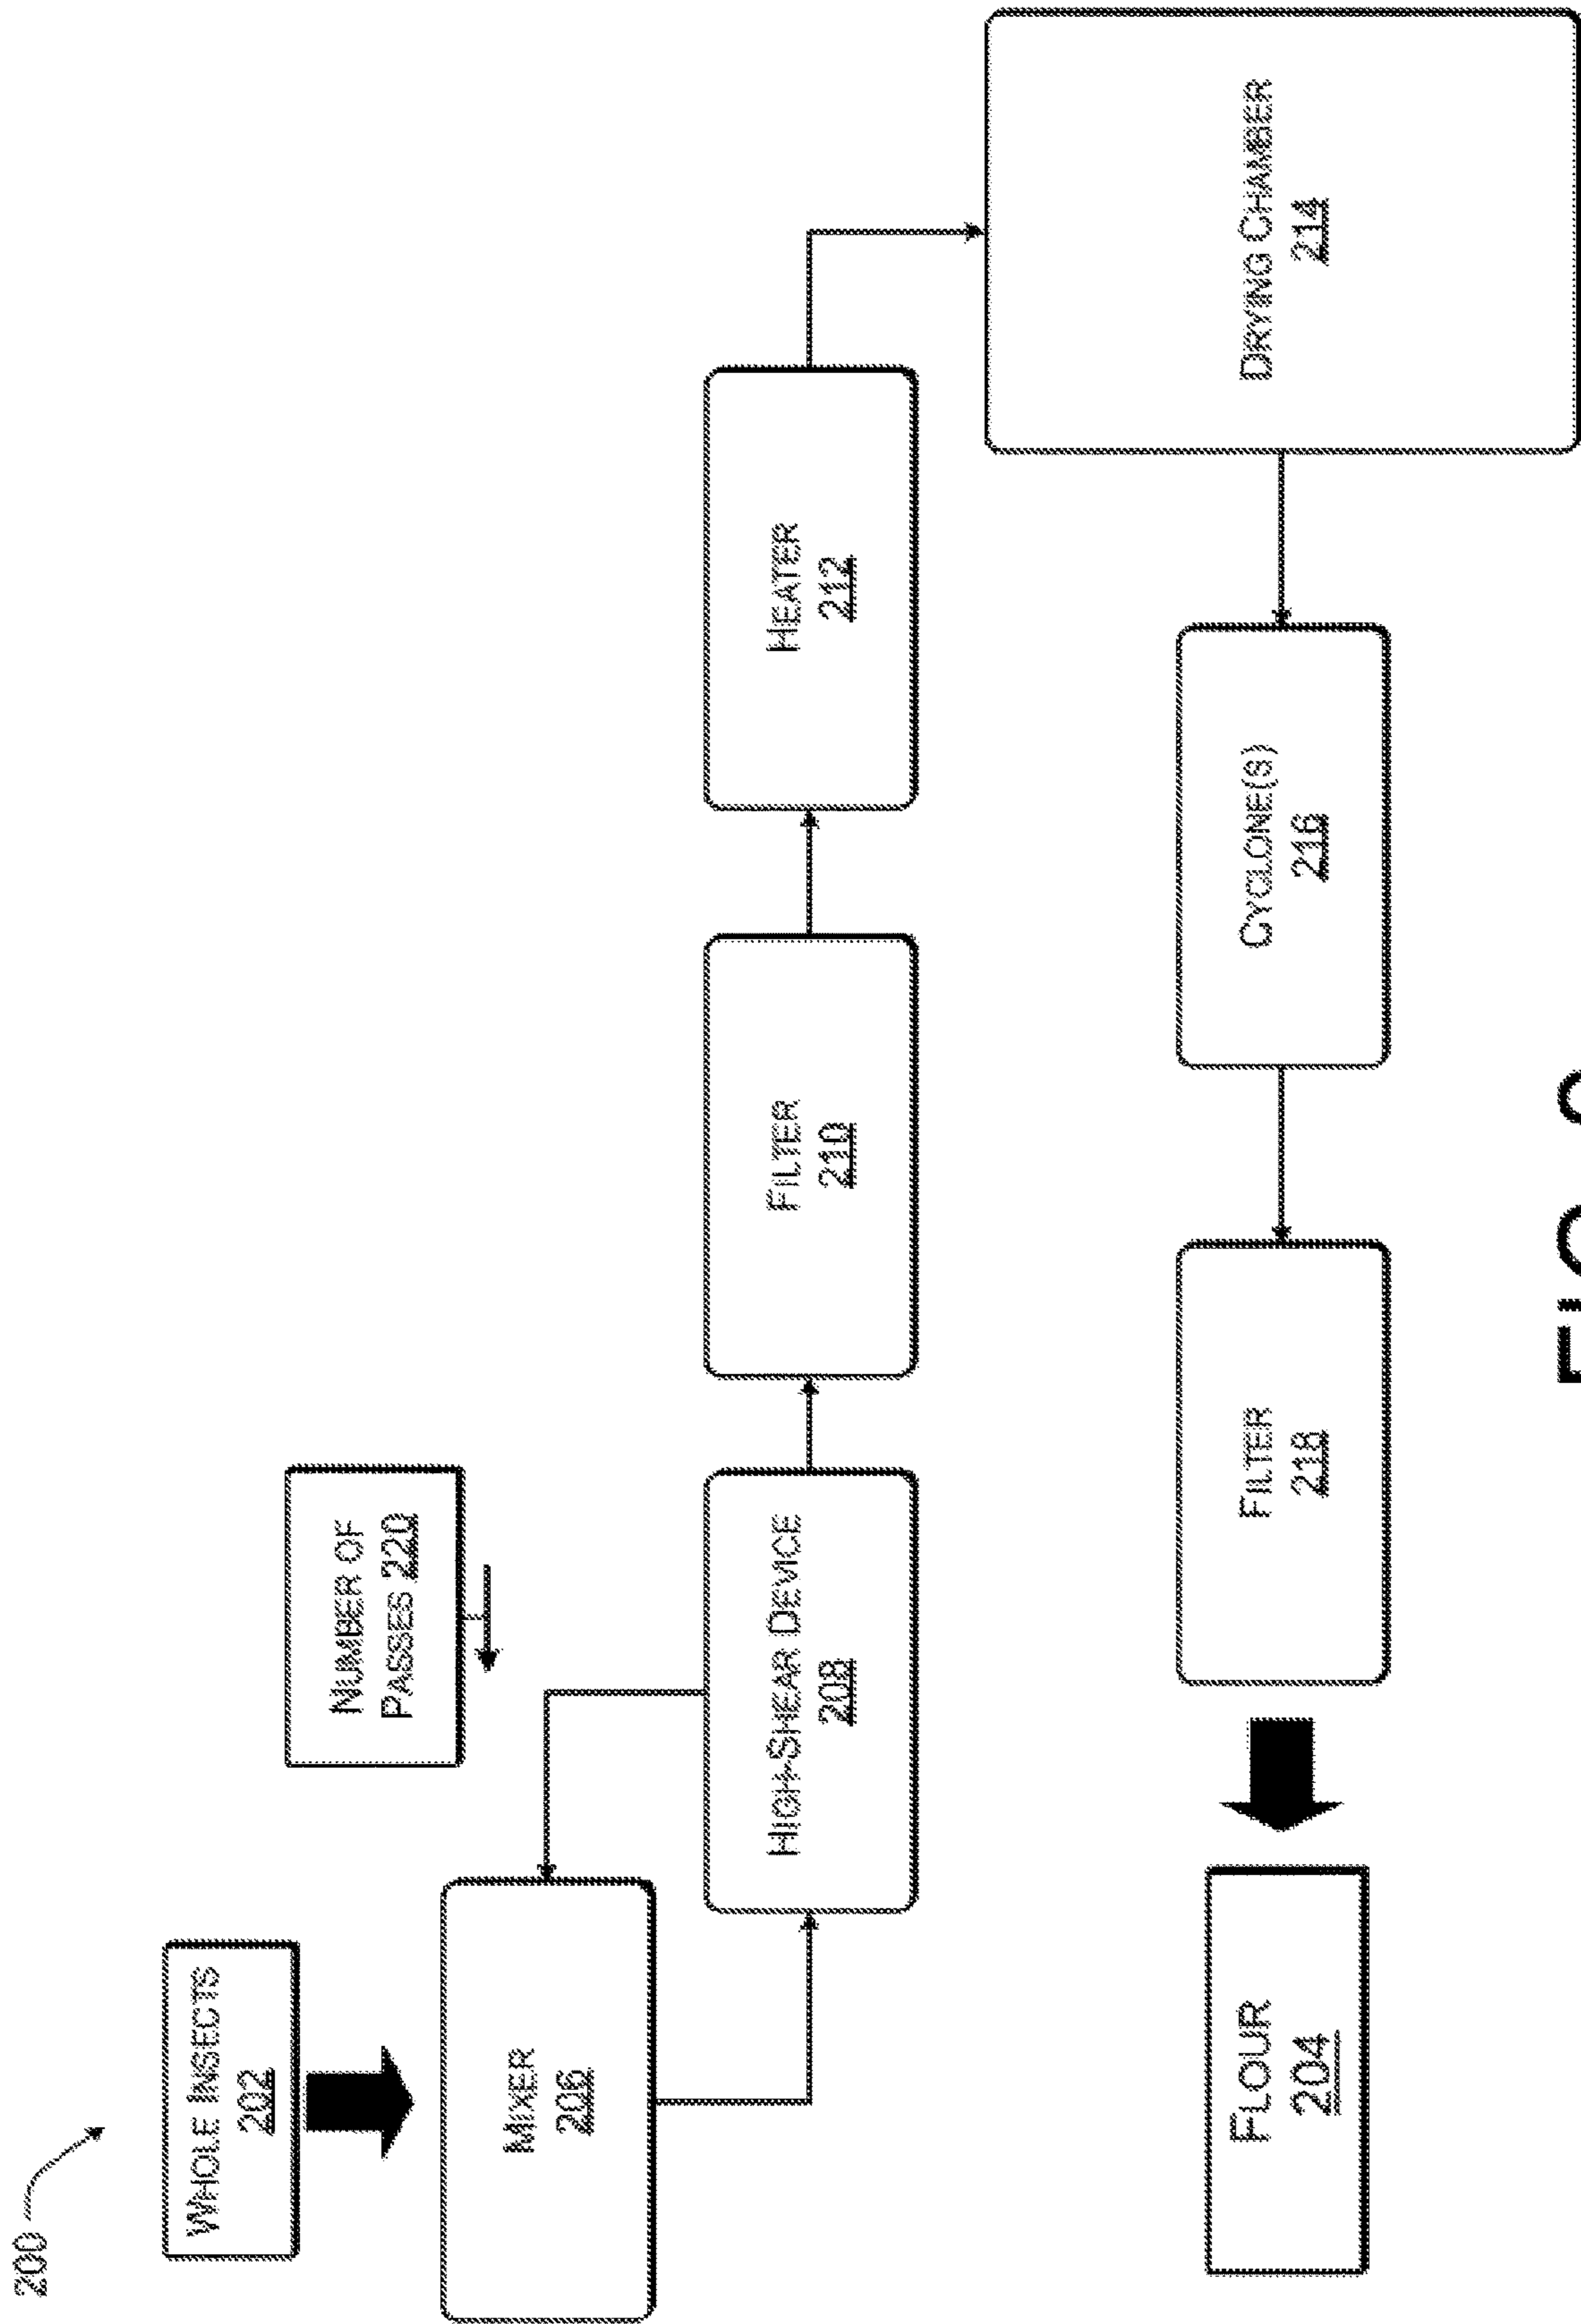 200
WHOLE INSECTS
202
NUMBER OF
PASSES 220
MIXER
206
HIGH-SHEAR DEVICE
208
FILTER
210
HEATER
212
DRYING CHAMBER
214
CYCLONE(S)
216
FILTER
218
FLOUR
204